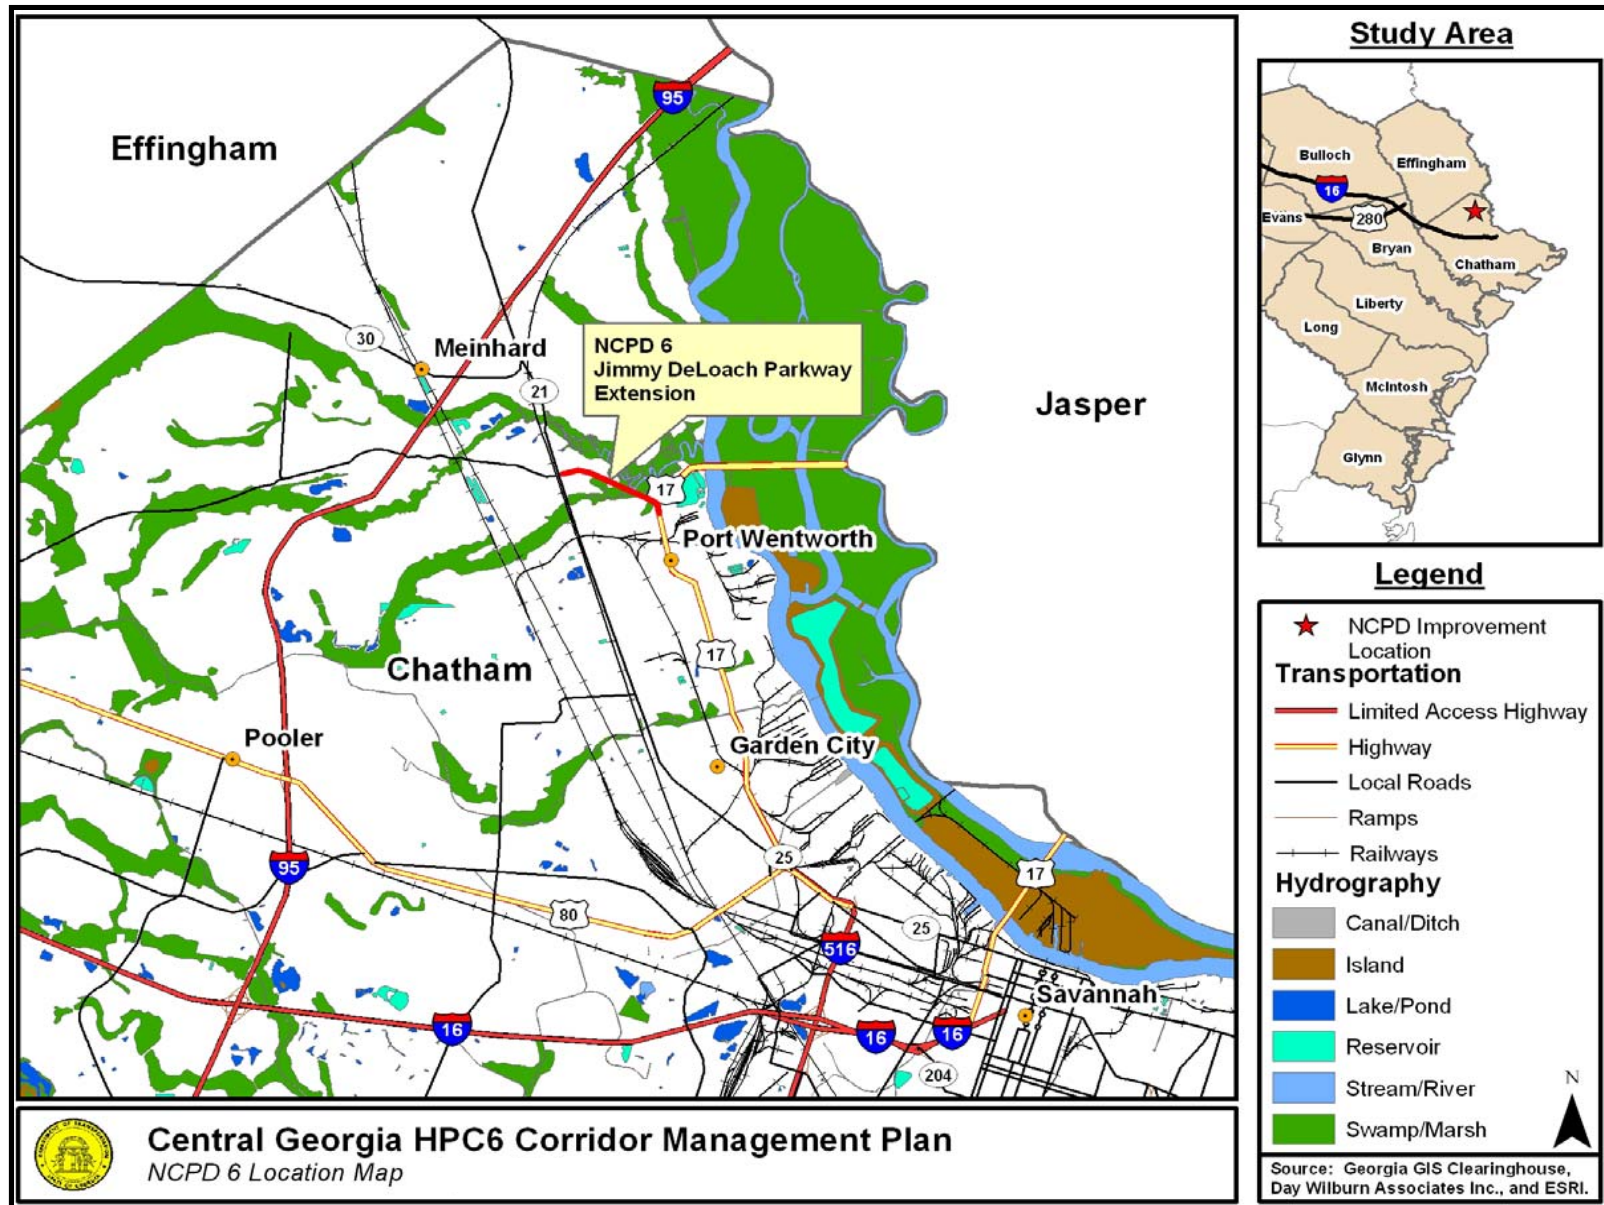 Effingham
95
30
Meinhard
21
NCPD 6
Jimmy DeLoach Parkway
Extension
Jasper
17
Port Wentworth
Chatham
17
Pooler
Garden City
95
25
17
80
25
516
Savannah
16
16
16
204
Central Georgia HPC6 Corridor Management Plan
NCPD 6 Location Map
Study Area
Bulloch
Effingham
16
Evans
280
Bryan
Chatham
Liberty
Long
McIntosh
Glynn
Legend
NCPD Improvement
Location
Transportation
Limited Access Highway
Highway
Local Roads
Ramps
Railways
Hydrography
Canal/Ditch
Island
Lake/Pond
Reservoir
Stream/River
Swamp/Marsh
N
Source: Georgia GIS Clearinghouse,
Day Wilburn Associates Inc., and ESRI.